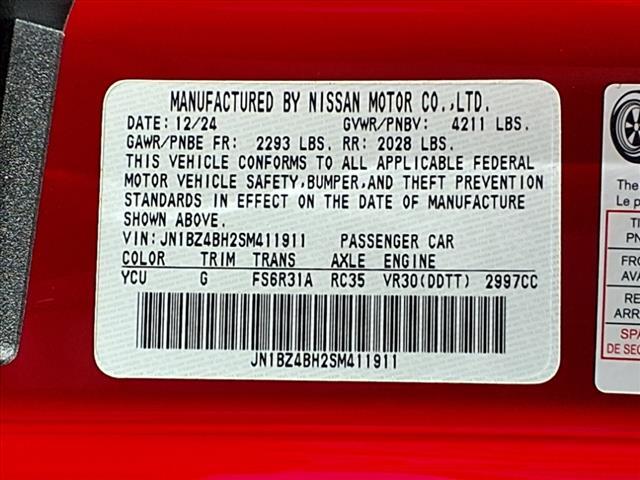 MANUFACTURED BY NISSAN MOTOR CO.,LTD.
DATE: 12/24 GVWR/PNBV: 4211 LBS.
GAWR/PNBE FR: 2293 LBS. RR: 2028 LBS.
THIS VEHICLE CONFORMS TO ALL APPLICABLE FEDERAL
MOTOR VEHICLE SAFETY,BUMPER,AND THEFT PREVENTION
STANDARDS IN EFFECT ON THE DATE OF MANUFACTURE
SHOWN ABOVE.
VIN:JN1BZ4BH2SM411911 PASSENGER CAR
COLOR TRIM TRANS AXLE ENGINE
YCU G FS6R31A RC35 VR30(DDTT) 2997CC
JN1BZ4BH2SM411911
The
Le p
TI
PN
FRO
AVA
RE
ARR
SPA
DE SEC